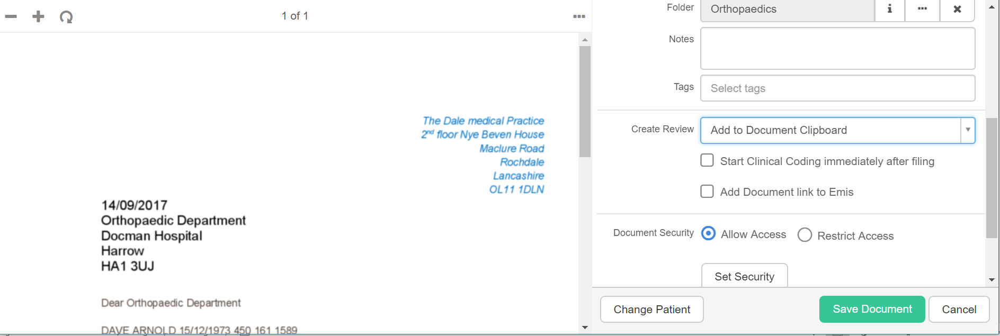 1 of 1
The Dale medical Practice
2nd floor Nye Beven House
Maclure Road
Rochdale
Lancashire
OL11 1DLN
14/09/2017
Orthopaedic Department
Docman Hospital
Harrow
HA1 3UJ
Dear Orthopaedic Department
DAVE ARNOLD 15/12/1973 450 161 1589
Folder Orthopaedics
Notes
Tags Select tags
Create Review Add to Document Clipboard
Start Clinical Coding immediately after filing
Add Document link to Emis
Document Security Allow Access Restrict Access
Set Security
Change Patient Save Document Cancel